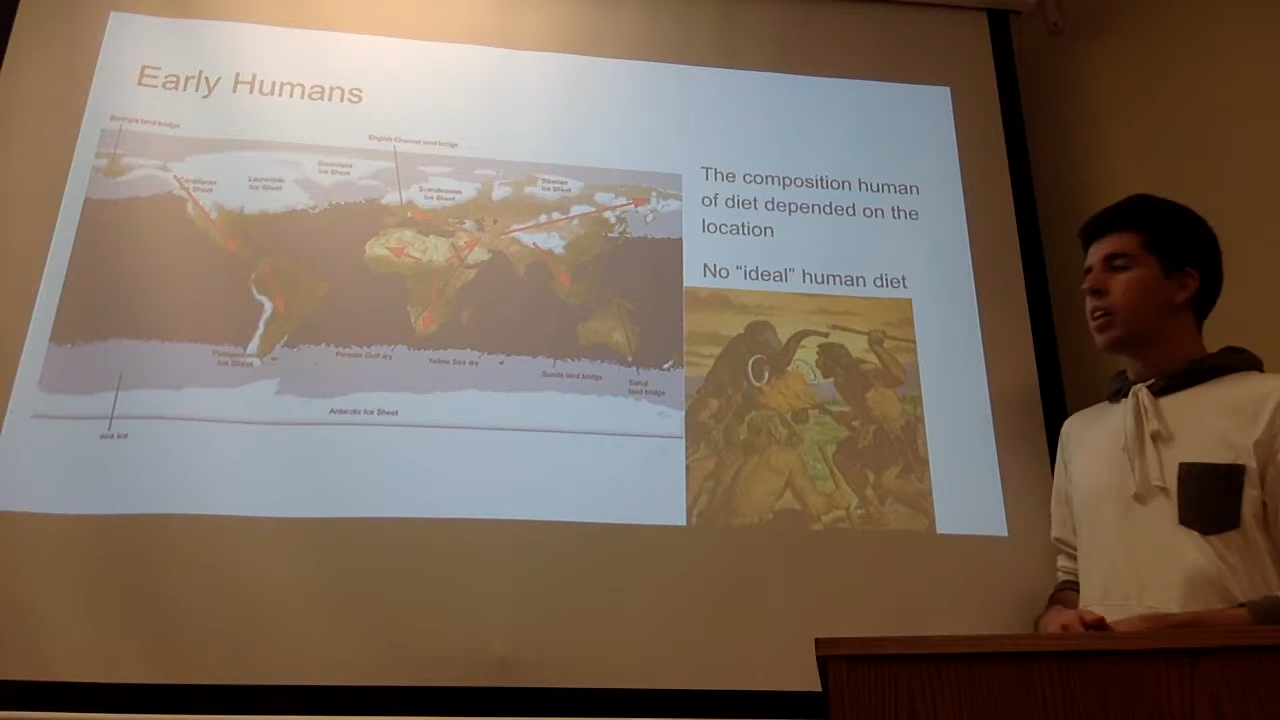 Early Humans
Beringia land bridge
English Channel land bridge
Greenland
Ice Sheet
Cordilleran
Ice Sheet
Laurentide
Ice Sheet
Scandinavian
Ice Sheet
Siberian
Ice Sheet
The composition human
of diet depended on the
location
No “ideal” human diet
Patagonian
Ice Sheet
Persian Gulf dry
Yellow Sea dry
Sunda land bridge
Sahul
land bridge
Antarctic Ice Sheet
sea ice